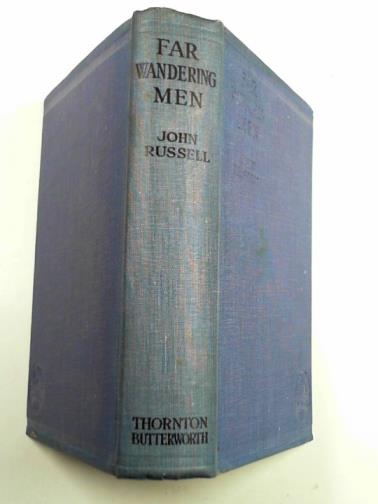 FAR
WANDERING
MEN
JOHN
RUSSELL
THORNTON
BUTTERWORTH